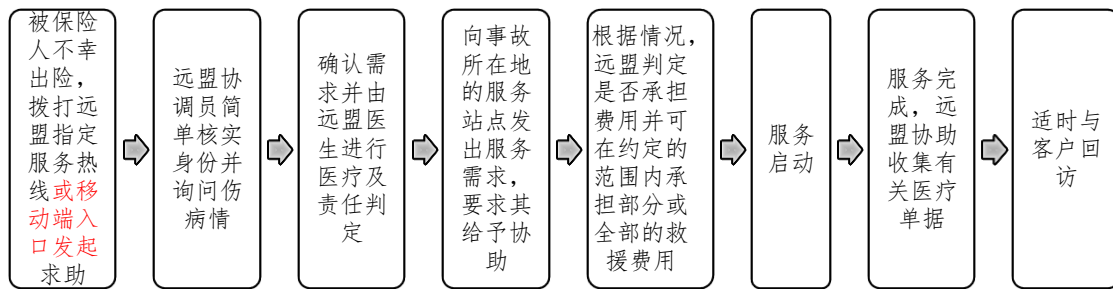 被保险
人不幸
出险，
拨打远
盟指定
服务热
线或移
动端入
口发起
求助
远盟协
调员简
单核实
身份并
询问伤
病情
确认需
求并由
远盟医
生进行
医疗及
责任判
定
向事故
所在地
的服务
站点发
出服务
需求，
要求其
给予协
助
根据情况，
远盟判定
是否承担
费用并可
在约定的
范围内承
担部分或
全部的救
援费用
服务
启动
服务完
成，远
盟协助
收集有
关医疗
单据
适时与
客户回
访